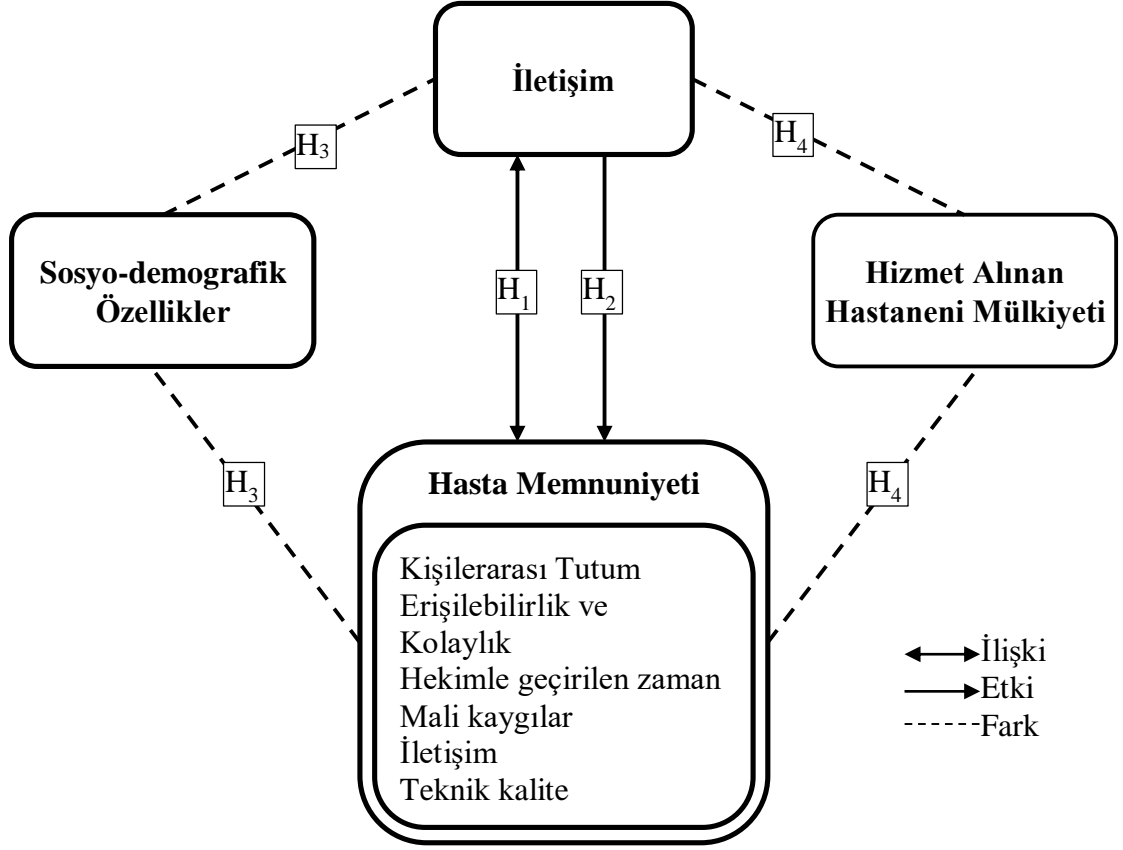 İletişim
H3
H4
Sosyo-demografik
Özellikler
H1
H2
Hizmet Alınan
Hastaneni Mülkiyeti
H3
Hasta Memnuniyeti
H4
Kişilerarası Tutum
Erişilebilirlik ve
Kolaylık
Hekimle geçirilen zaman
Mali kaygılar
İletişim
Teknik kalite
İlişki
Etki
Fark